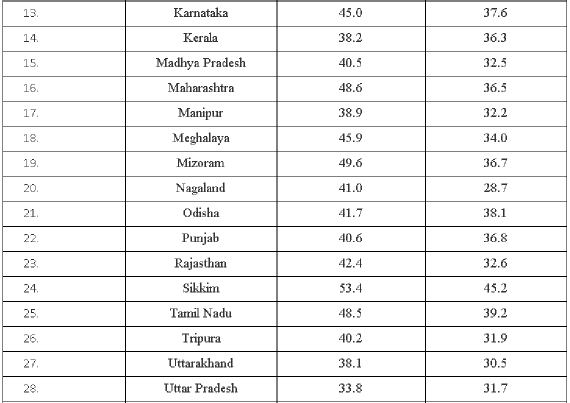 13. Karnataka 45.0 37.6
14. Kerala 38.2 36.3
15. Madhya Pradesh 40.5 32.5
16. Maharashtra 48.6 36.5
17. Manipur 38.9 32.2
18. Meghalaya 45.9 34.0
19. Mizoram 49.6 36.7
20. Nagaland 41.0 28.7
21. Odisha 41.7 38.1
22. Punjab 40.6 36.8
23. Rajasthan 42.4 32.6
24. Sikkim 53.4 45.2
25. Tamil Nadu 48.5 39.2
26. Tripura 40.2 31.9
27. Uttarakhand 38.1 30.5
28. Uttar Pradesh 33.8 31.7